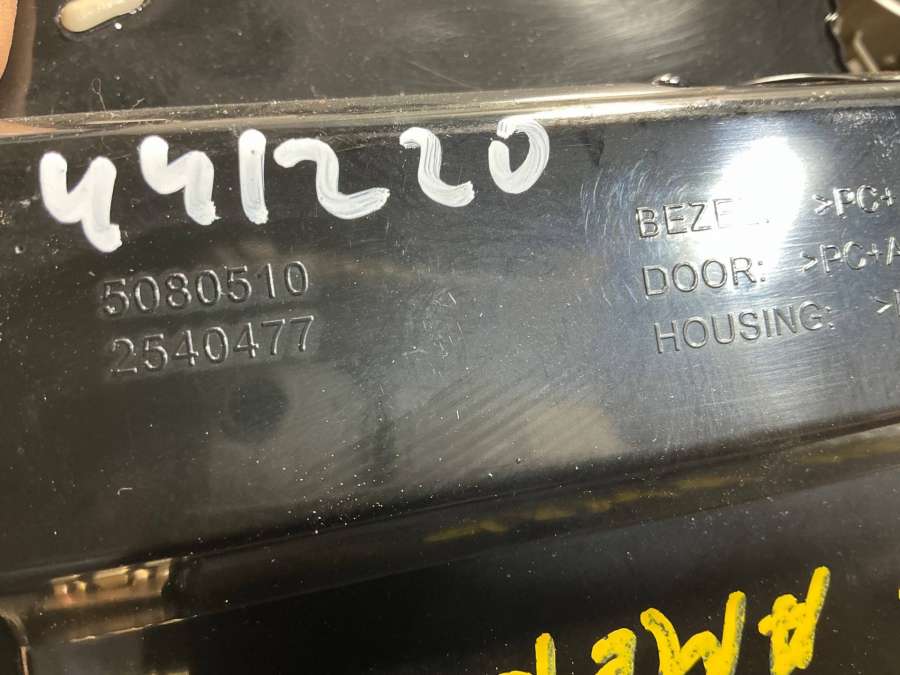 441220
5080510
2540477
BEZEL: >PC+
DOOR: >PC+A
HOUSING: >